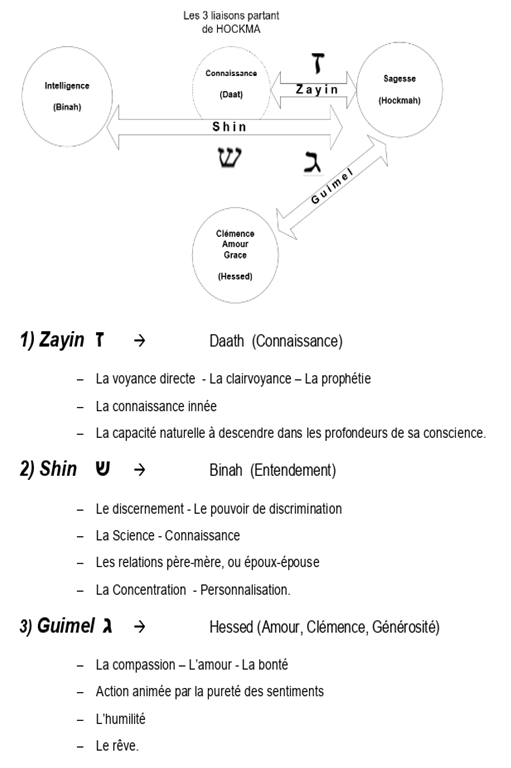 Les 3 liaisons partant
de HOCKMA
Intelligence
(Binah)
Connaissance
(Daat)
ז
Zayin
Sagesse
(Hockmah)
Shin
ש
ג
Guimel
Clémence
Amour
Grace
(Hessed)
1) Zayin ז → Daath (Connaissance)
– La voyance directe - La clairvoyance – La prophétie
– La connaissance innée
– La capacité naturelle à descendre dans les profondeurs de sa conscience.
2) Shin ש → Binah (Entendement)
– Le discernement - Le pouvoir de discrimination
– La Science - Connaissance
– Les relations père-mère, ou époux-épouse
– La Concentration - Personnalisation.
3) Guimel ג → Hessed (Amour, Clémence, Générosité)
– La compassion – L'amour - La bonté
– Action animée par la pureté des sentiments
– L'humilité
– Le rêve.